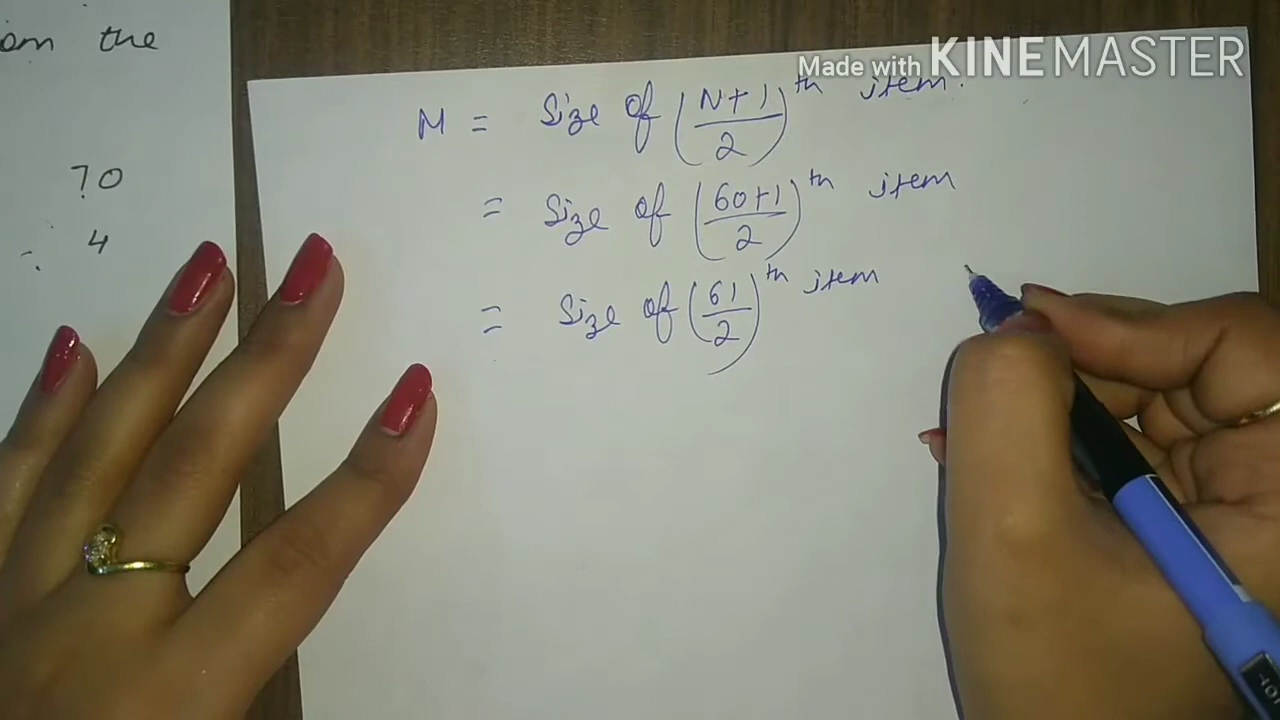 om the
70
4
Made with KINEMASTER
M = Size of (N+1/2)th item.
= Size of (60+1/2)th item
= Size of (61/2)th item